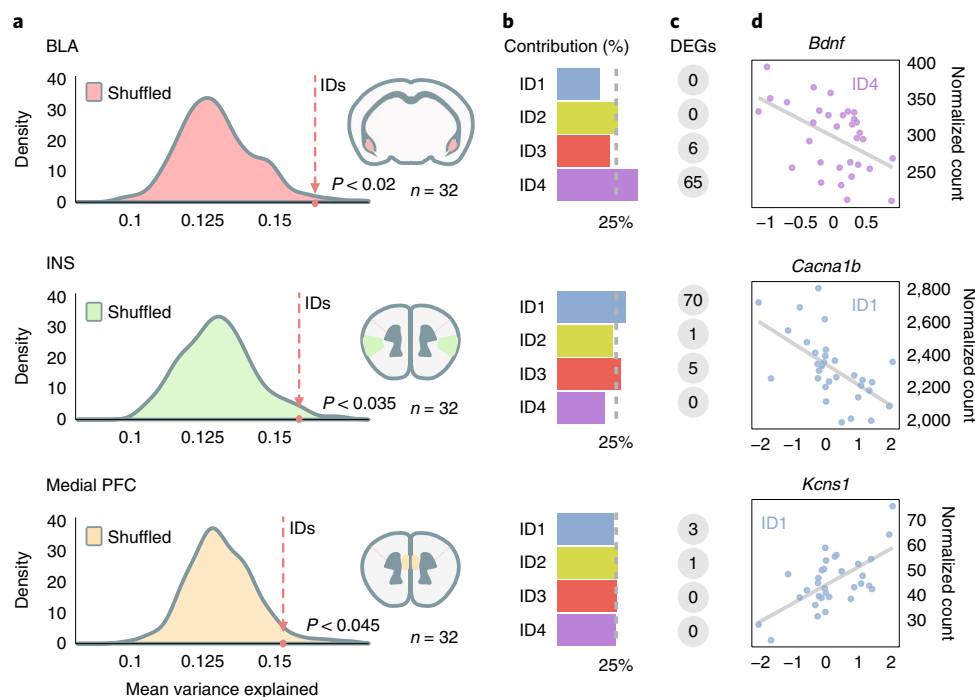 a
b
c
d
BLA
Contribution (%)
DEGs
Bdnf
Density
40
30
20
10
0
Shuffled
IDs
P < 0.02
n = 32
0.1
0.125
0.15
ID1
ID2
ID3
ID4
25%
0
0
6
65
ID4
400
350
300
250
Normalized count
−1
−0.5
0
0.5
INS
Density
40
30
20
10
0
Shuffled
IDs
P < 0.035
n = 32
0.1
0.125
0.15
ID1
ID2
ID3
ID4
25%
70
1
5
0
Cacna1b
ID1
2,800
2,600
2,400
2,200
2,000
Normalized count
−2
−1
0
1
2
Medial PFC
Density
40
30
20
10
0
Shuffled
IDs
P < 0.045
n = 32
0.1
0.125
0.15
Mean variance explained
ID1
ID2
ID3
ID4
25%
3
1
0
0
Kcns1
ID1
70
60
50
40
30
Normalized count
−2
−1
0
1
2